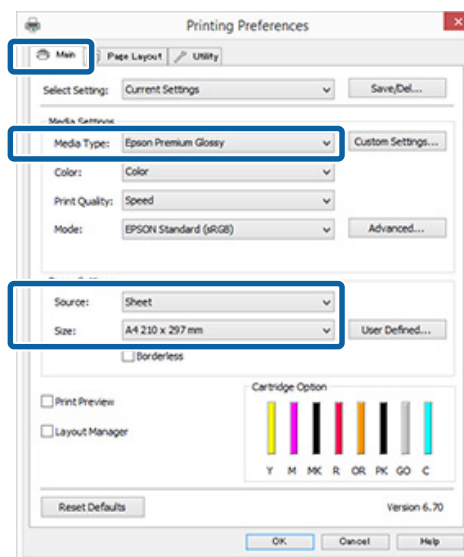 Printing Preferences
Main Page Layout Utility
Select Setting: Current Settings Save/Del...
Media Settings
Media Type: Epson Premium Glossy Custom Settings...
Color: Color
Print Quality: Speed
Mode: EPSON Standard (sRGB) Advanced...
Source: Sheet
Size: A4 210 x 297 mm User Defined...
Borderless
Cartridge Option
Print Preview
Layout Manager
Y M MK R OR PK GO C
Reset Defaults Version 6.70
OK Cancel Help